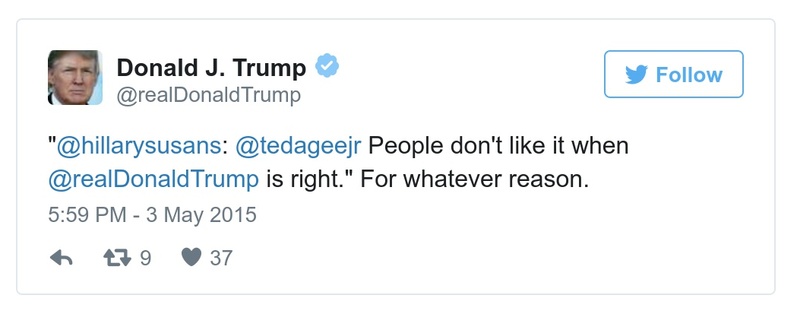 Donald J. Trump
@realDonaldTrump
Follow
"@hillarysusans: @tedageejr People don't like it when
@realDonaldTrump is right." For whatever reason.
5:59 PM - 3 May 2015
9 37